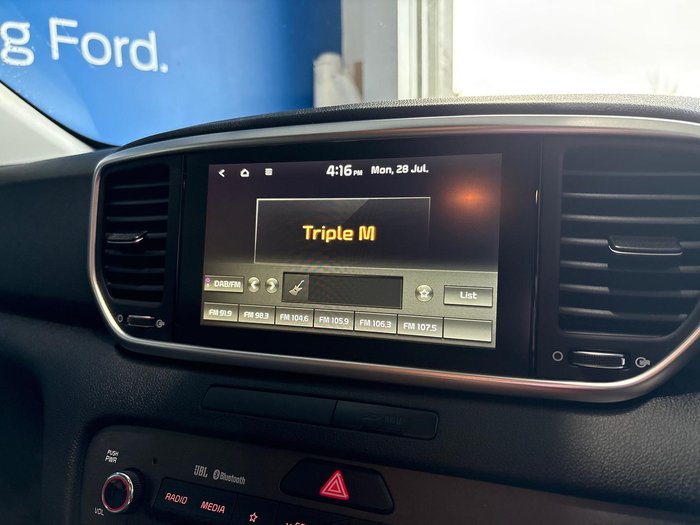 g Ford.
4:16 PM Mon, 28 Jul.
Triple M
DAB/FM
List
FM 91.9 FM 98.3 FM 104.6 FM 105.9 FM 106.3 FM 107.5
PUSH
PWR
VOL
JBL Bluetooth
RADIO MEDIA